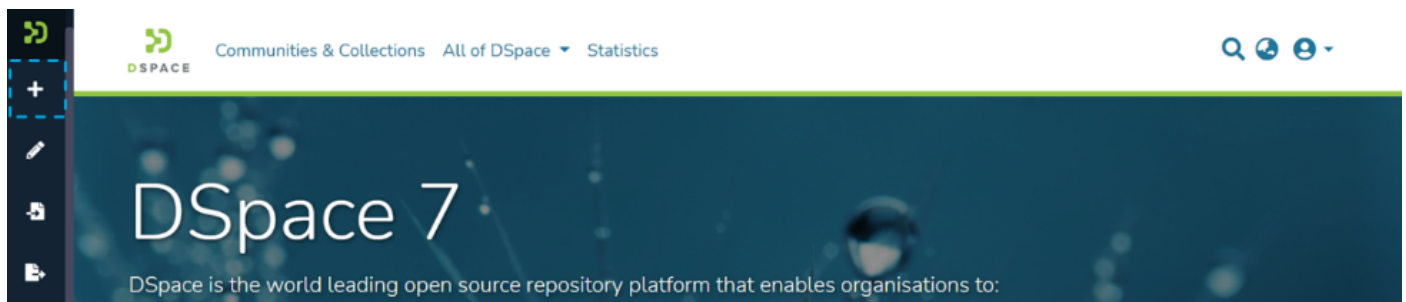 DSPACE
Communities & Collections All of DSpace Statistics
DSpace 7
DSpace is the world leading open source repository platform that enables organisations to: